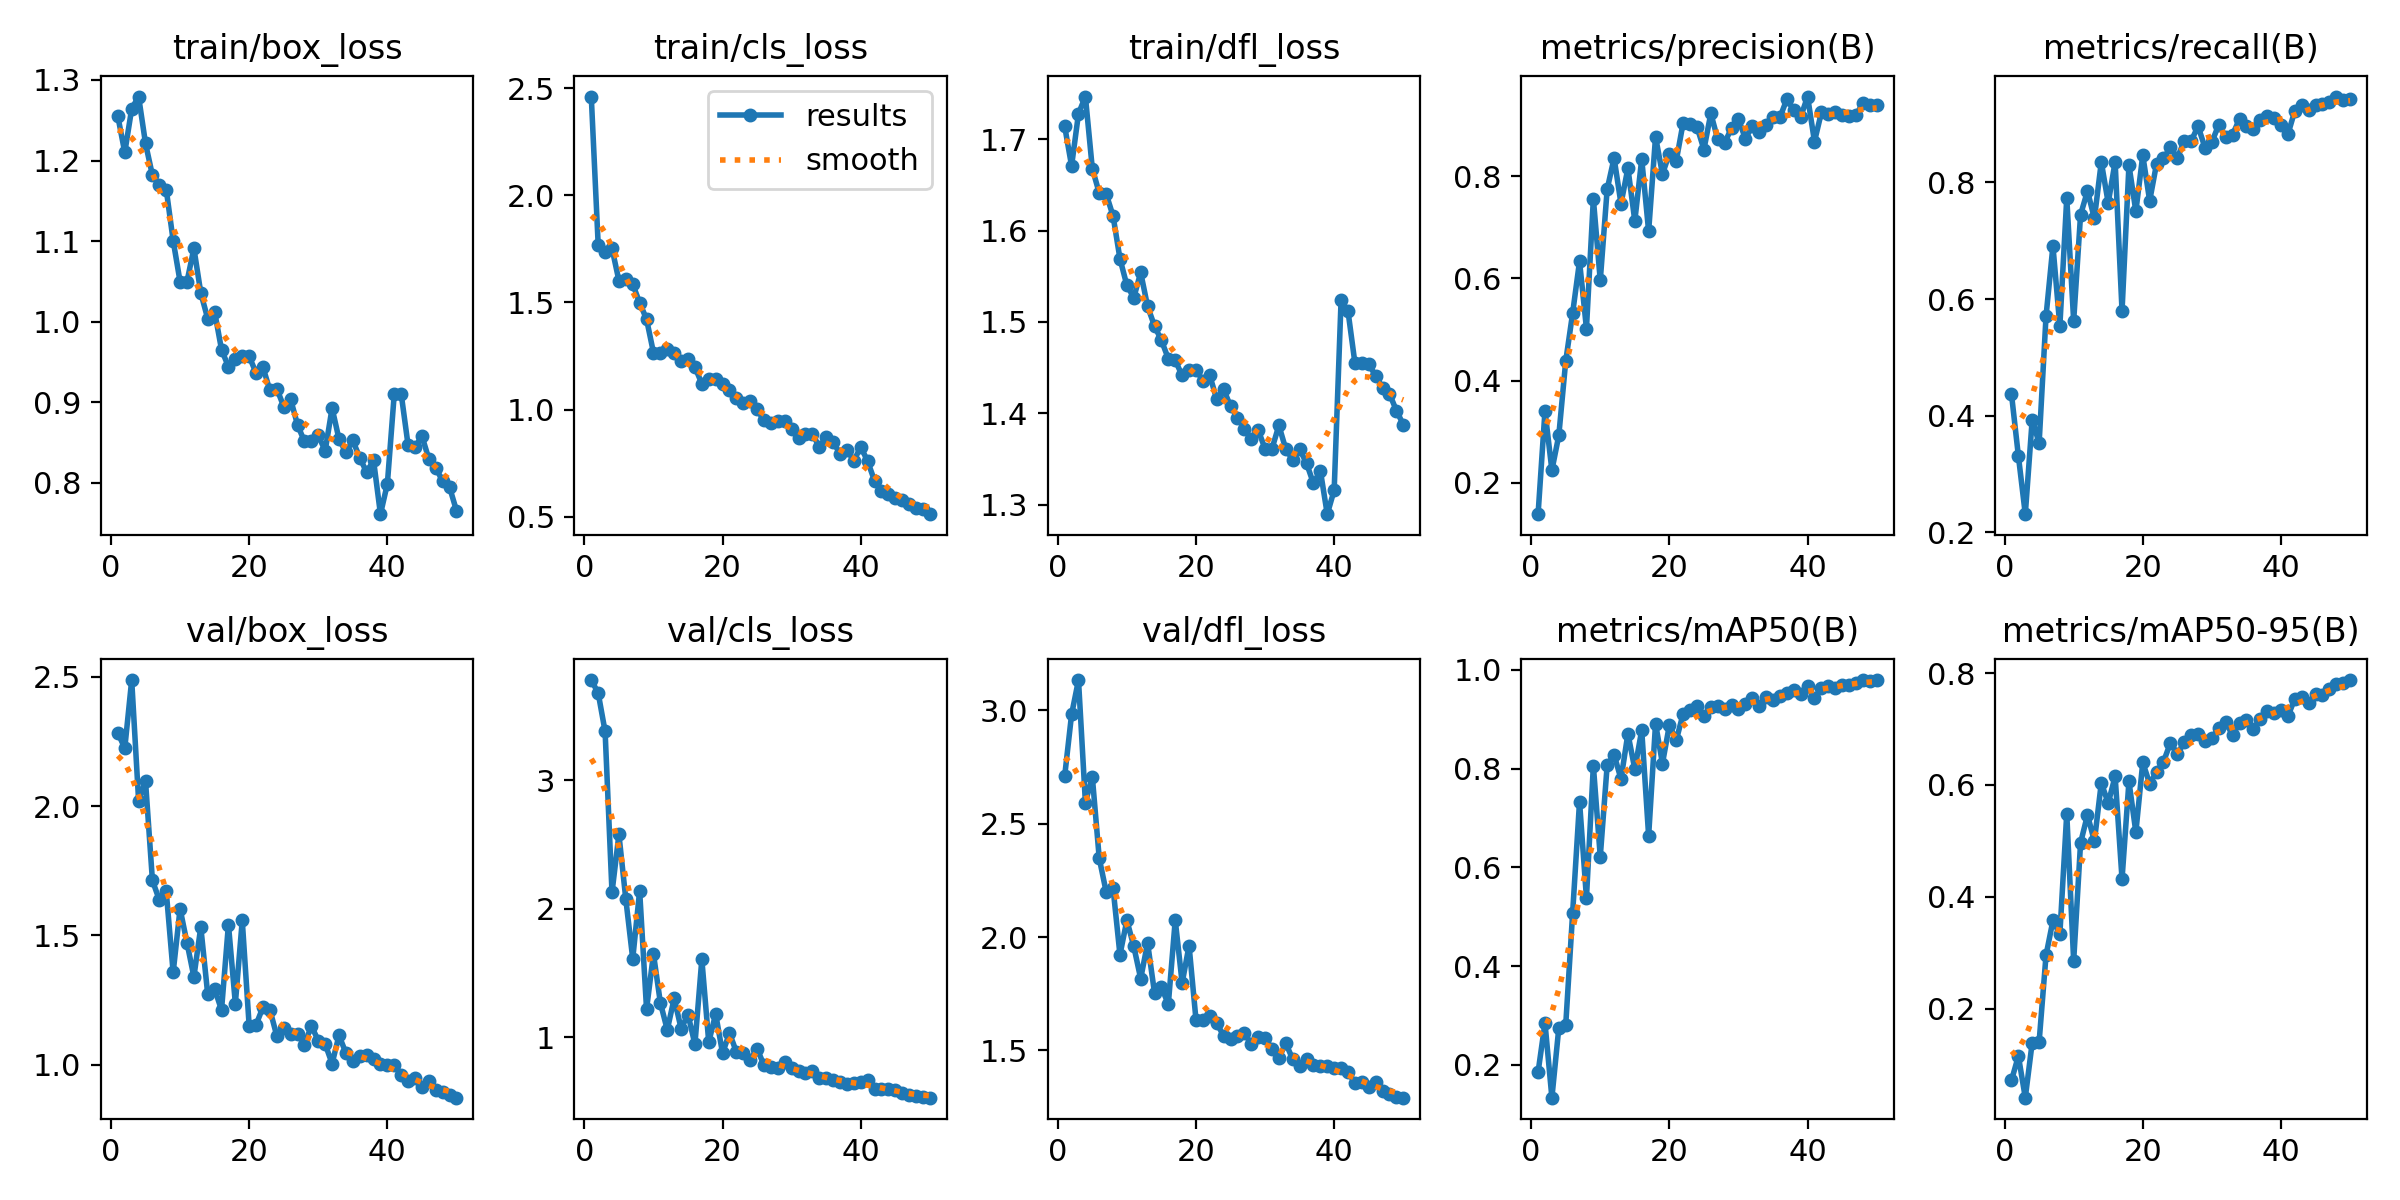 train/box_loss
1.3
1.2
1.1
1.0
0.9
0.8
0 20 40
train/cls_loss
results
smooth
2.5
2.0
1.5
1.0
0.5
0 20 40
train/dfl_loss
1.7
1.6
1.5
1.4
1.3
0 20 40
metrics/precision(B)
0.8
0.6
0.4
0.2
0 20 40
metrics/recall(B)
0.8
0.6
0.4
0.2
0 20 40
val/box_loss
2.5
2.0
1.5
1.0
0 20 40
val/cls_loss
3
2
1
0 20 40
val/dfl_loss
3.0
2.5
2.0
1.5
0 20 40
metrics/mAP50(B)
1.0
0.8
0.6
0.4
0.2
0 20 40
metrics/mAP50-95(B)
0.8
0.6
0.4
0.2
0 20 40